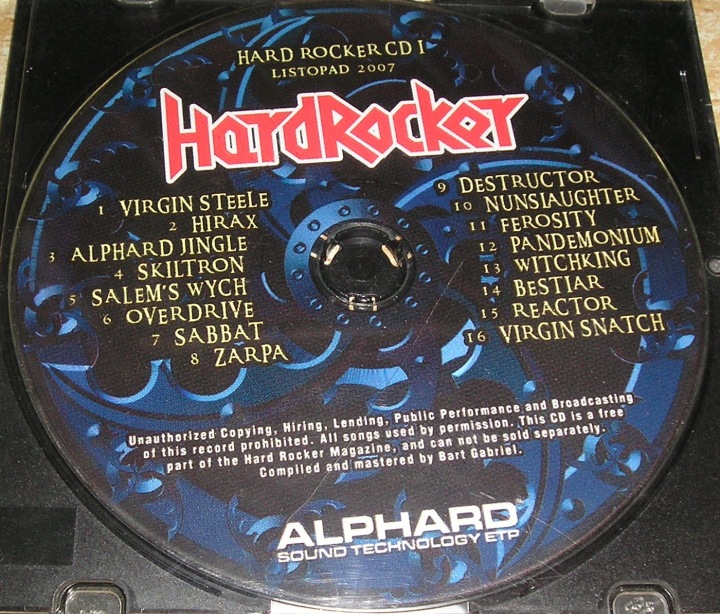 HARD ROCKER CD I
LISTOPAD 2007
HardRocker
1 VIRGIN STEELE
2 HIRAX
3 ALPHARD JINGLE
4 SKILTRON
5 SALEM'S WYCH
6 OVERDRIVE
7 SABBAT
8 ZARPA
9 DESTRUCTOR
10 NUNSLAUGHTER
11 FEROSITY
12 PANDEMONIUM
13 WITCHKING
14 BESTIAR
15 REACTOR
16 VIRGIN SNATCH
Unauthorized Copying, Hiring, Lending, Public Performance and Broadcasting
of this record prohibited. All songs used by permission. This CD is a free
part of the Hard Rocker Magazine, and can not be sold separately.
Compiled and mastered by Bart Gabriel.
ALPHARD
SOUND TECHNOLOGY ETP